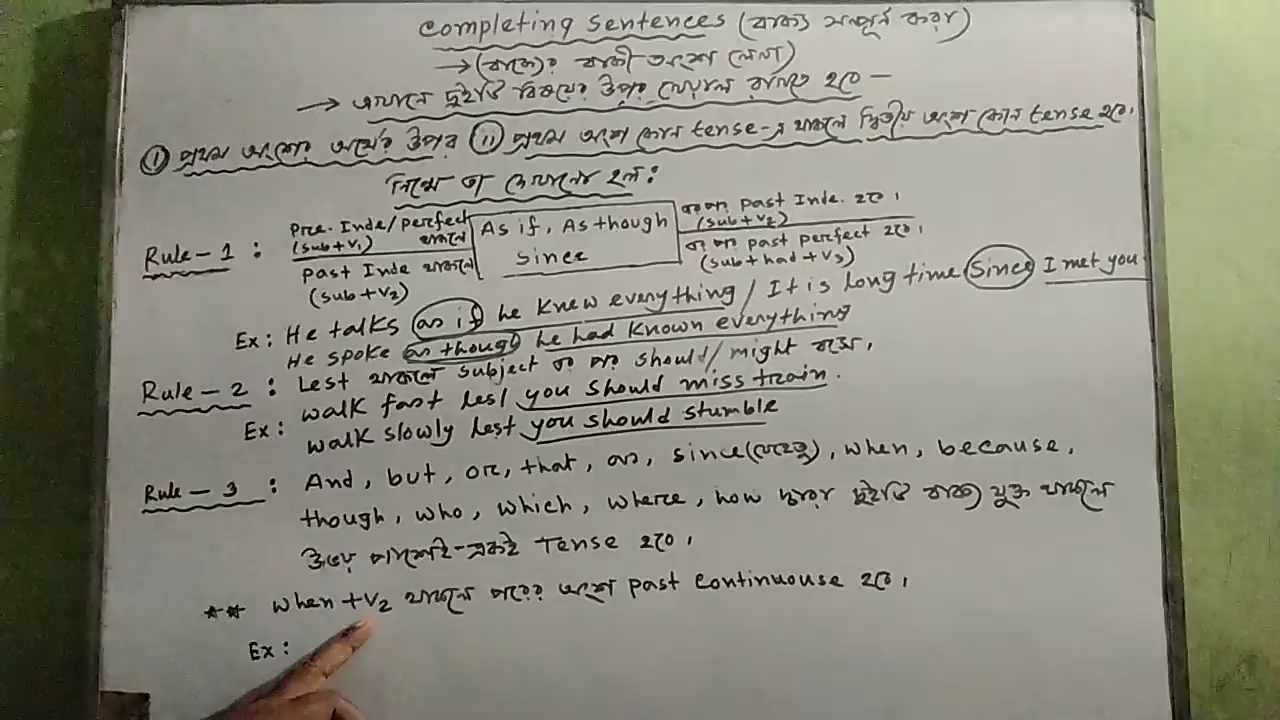 completing sentences (বাক্য সম্পূর্ন করন)
→ (বাক্যের বাকী অংশ লেখা)
→ এখানে দুইটি বিষয়ের উপর খেয়াল রাখতে হবে –
(i) প্রথম অংশের অর্থের উপর (ii) প্রথম অংশ কোন tense-এ থাকলে দ্বিতীয় অংশ কোন tense হবে।
নিম্নে তা দেখানো হল:
Rule - 1 : Pre. Inde/perfect (sub+v1) থাকলে As if, As though since এর পর past Inde. হবে। (sub+v2)
past Inde থাকলে (sub+v2) এর পর past perfect হবে। (sub+had+v3)
Ex: He talks as if he knew everything / It is long time since I met you
He spoke as though he had known everything
Rule - 2 : Lest থাকলে subject এর পর should/might বসে।
Ex: walk fast lest you should miss train.
walk slowly lest you should stumble
Rule - 3 : And, but, or, that, as, since(যেহেতু), when, because,
though, who, which, where, how দ্বারা দুইটি বাক্য যুক্ত থাকলে
উভয় পাশেই-একই Tense হবে।
** when +v2 থাকলে পরের অংশ past continuouse হবে।
Ex: